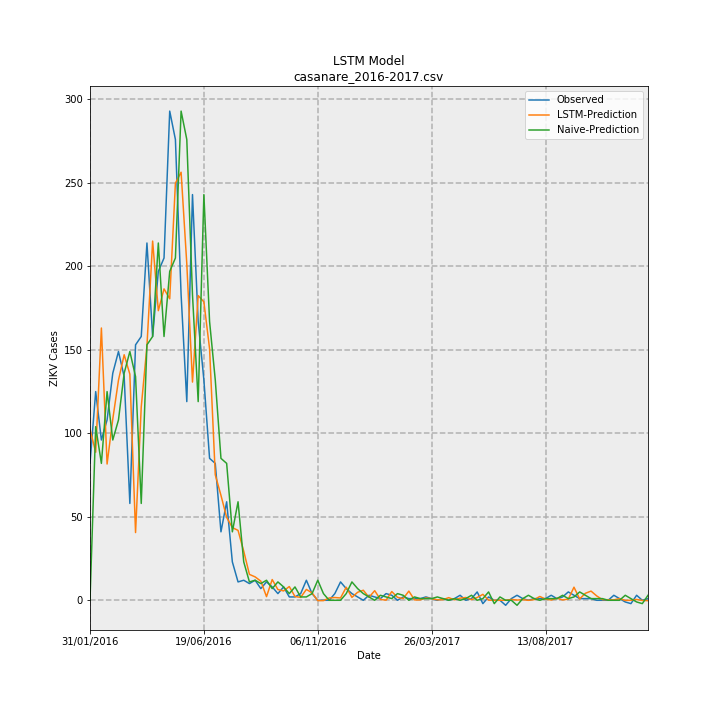 LSTM Model
casanare_2016-2017.csv
Observed
LSTM-Prediction
Naive-Prediction
300
250
200
150
100
50
0
ZIKV Cases
31/01/2016 19/06/2016 06/11/2016 26/03/2017 13/08/2017
Date